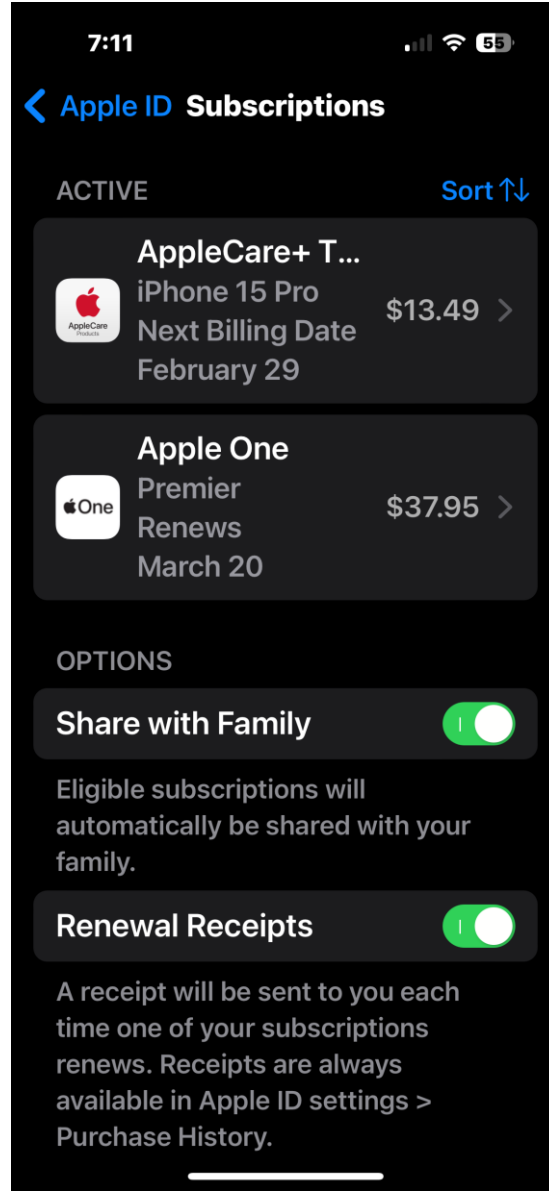 7:11
55
Apple ID Subscriptions
ACTIVE
Sort ↑↓
AppleCare+ T...
iPhone 15 Pro
Next Billing Date
February 29
$13.49
AppleCare
Products
Apple One
Premier
Renews
March 20
$37.95
One
OPTIONS
Share with Family
Eligible subscriptions will
automatically be shared with your
family.
Renewal Receipts
A receipt will be sent to you each
time one of your subscriptions
renews. Receipts are always
available in Apple ID settings >
Purchase History.